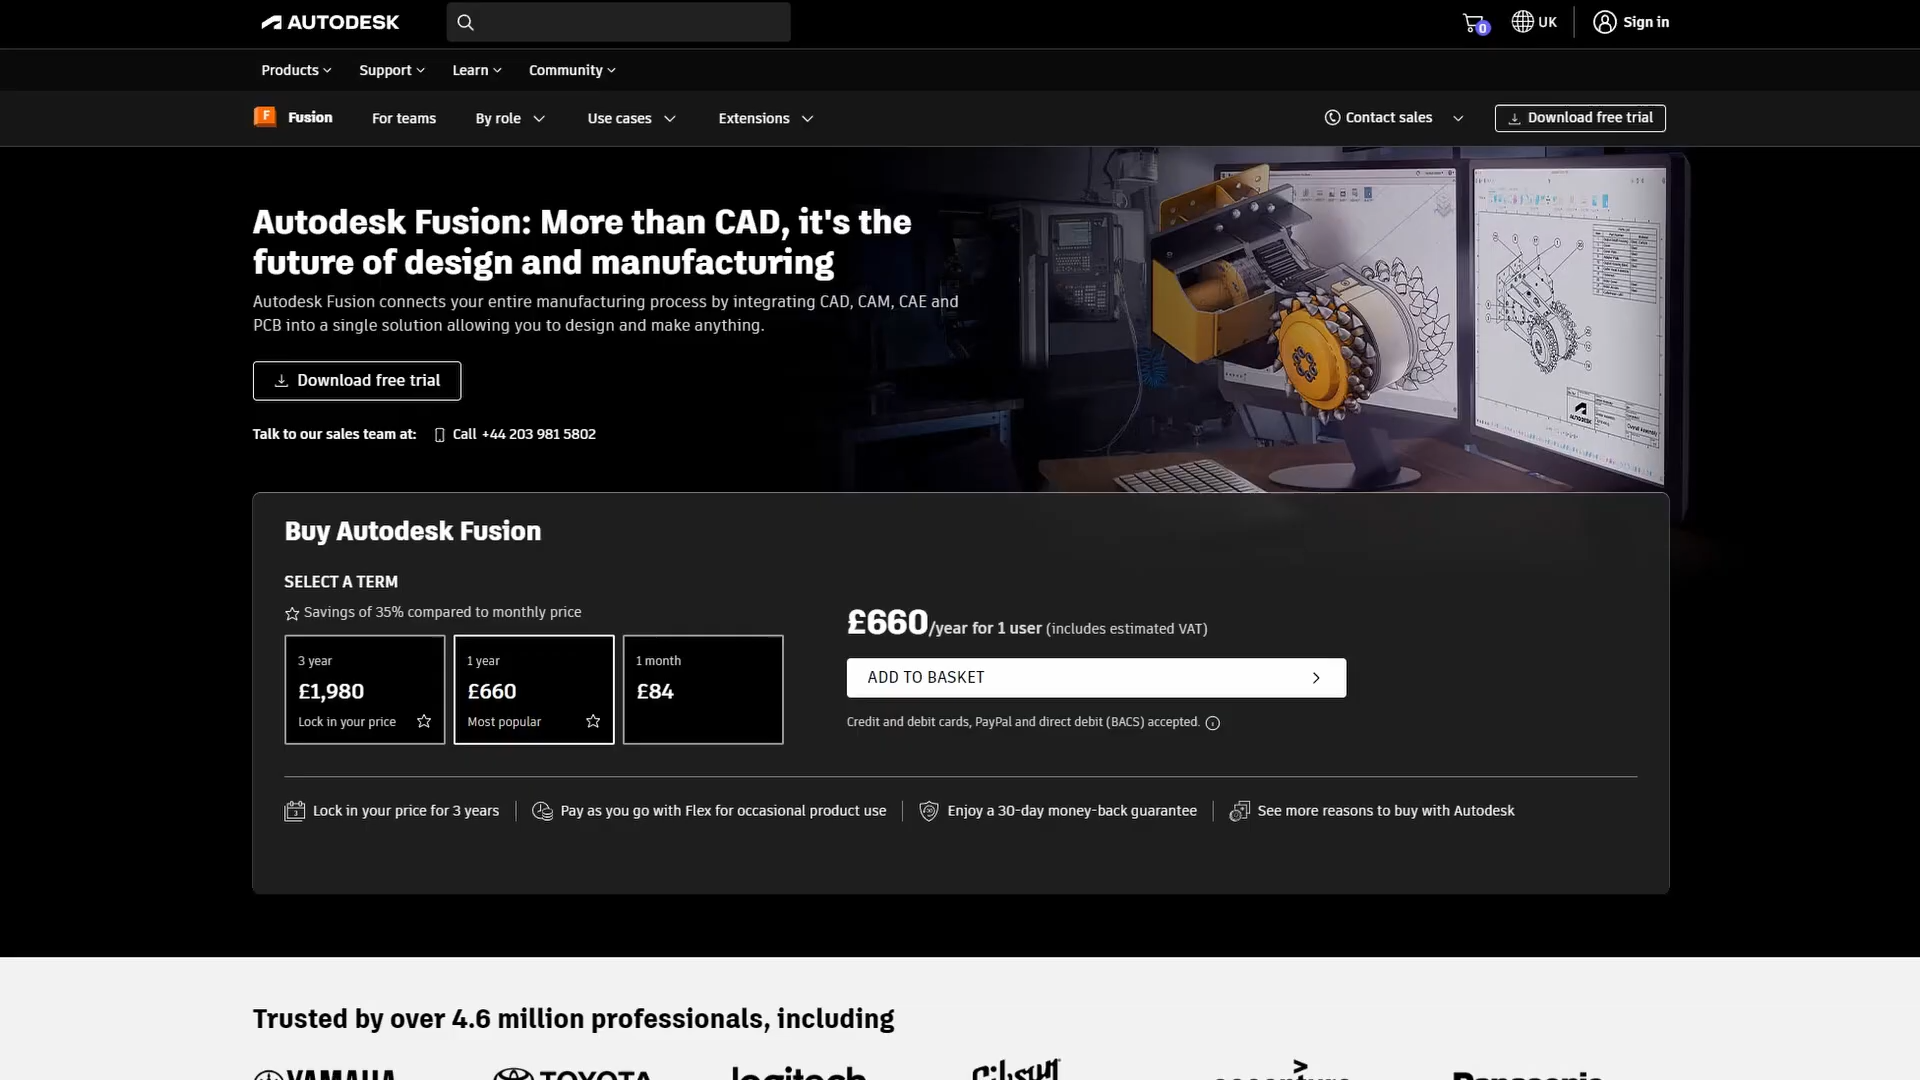 AUTODESK
0
UK
Sign in
Products
Support
Learn
Community
F
Fusion
For teams
By role
Use cases
Extensions
Contact sales
Download free trial
Autodesk Fusion: More than CAD, it's the
future of design and manufacturing
Autodesk Fusion connects your entire manufacturing process by integrating CAD, CAM, CAE and
PCB into a single solution allowing you to design and make anything.
Download free trial
Talk to our sales team at:
Call +44 203 981 5802
AUTODESK
Buy Autodesk Fusion
SELECT A TERM
Savings of 35% compared to monthly price
3 year
£1,980
Lock in your price
1 year
£660
Most popular
1 month
£84
£660/year for 1 user (includes estimated VAT)
ADD TO BASKET
Credit and debit cards, PayPal and direct debit (BACS) accepted.
Lock in your price for 3 years
Pay as you go with Flex for occasional product use
Enjoy a 30-day money-back guarantee
See more reasons to buy with Autodesk
Trusted by over 4.6 million professionals, including
YAMAHA
TOYOTA
logitech
Gibson
accenture
Panasonic